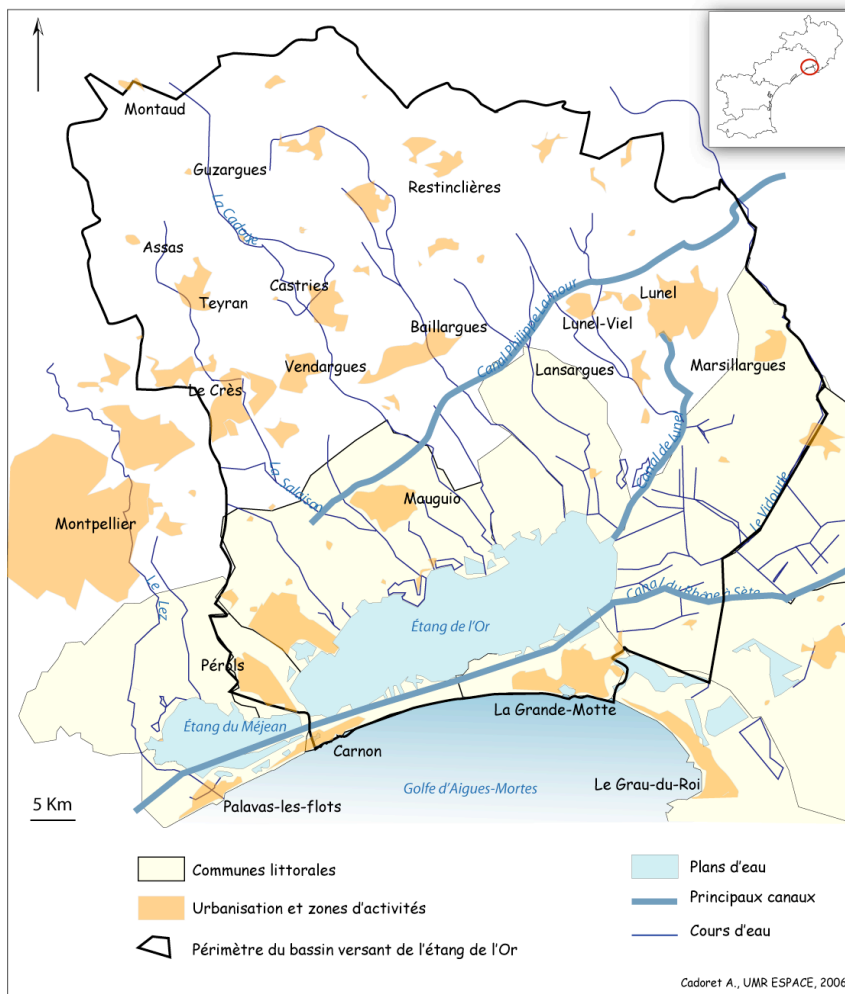 Montaud
Guzargues
Restinclières
La Cadoule
Assas
Teyran
Castries
Lunel
Baillargues
Canal Philippe Lamour
Lunel-Viel
Vendargues
Lansargues
Marsillargues
Le Crès
Canal de Lunel
La Salaison
Mauguio
Le Vidourle
Montpellier
Le Lez
Canal du Rhône à Sète
Étang de l'Or
Pérols
La Grande-Motte
Étang du Méjean
Carnon
Le Grau-du-Roi
Golfe d'Aigues-Mortes
5 Km
Palavas-les-flots
Communes littorales
Plans d'eau
Urbanisation et zones d'activités
Principaux canaux
Périmètre du bassin versant de l'étang de l'Or
Cours d'eau
Cadoret A., UMR ESPACE, 2006